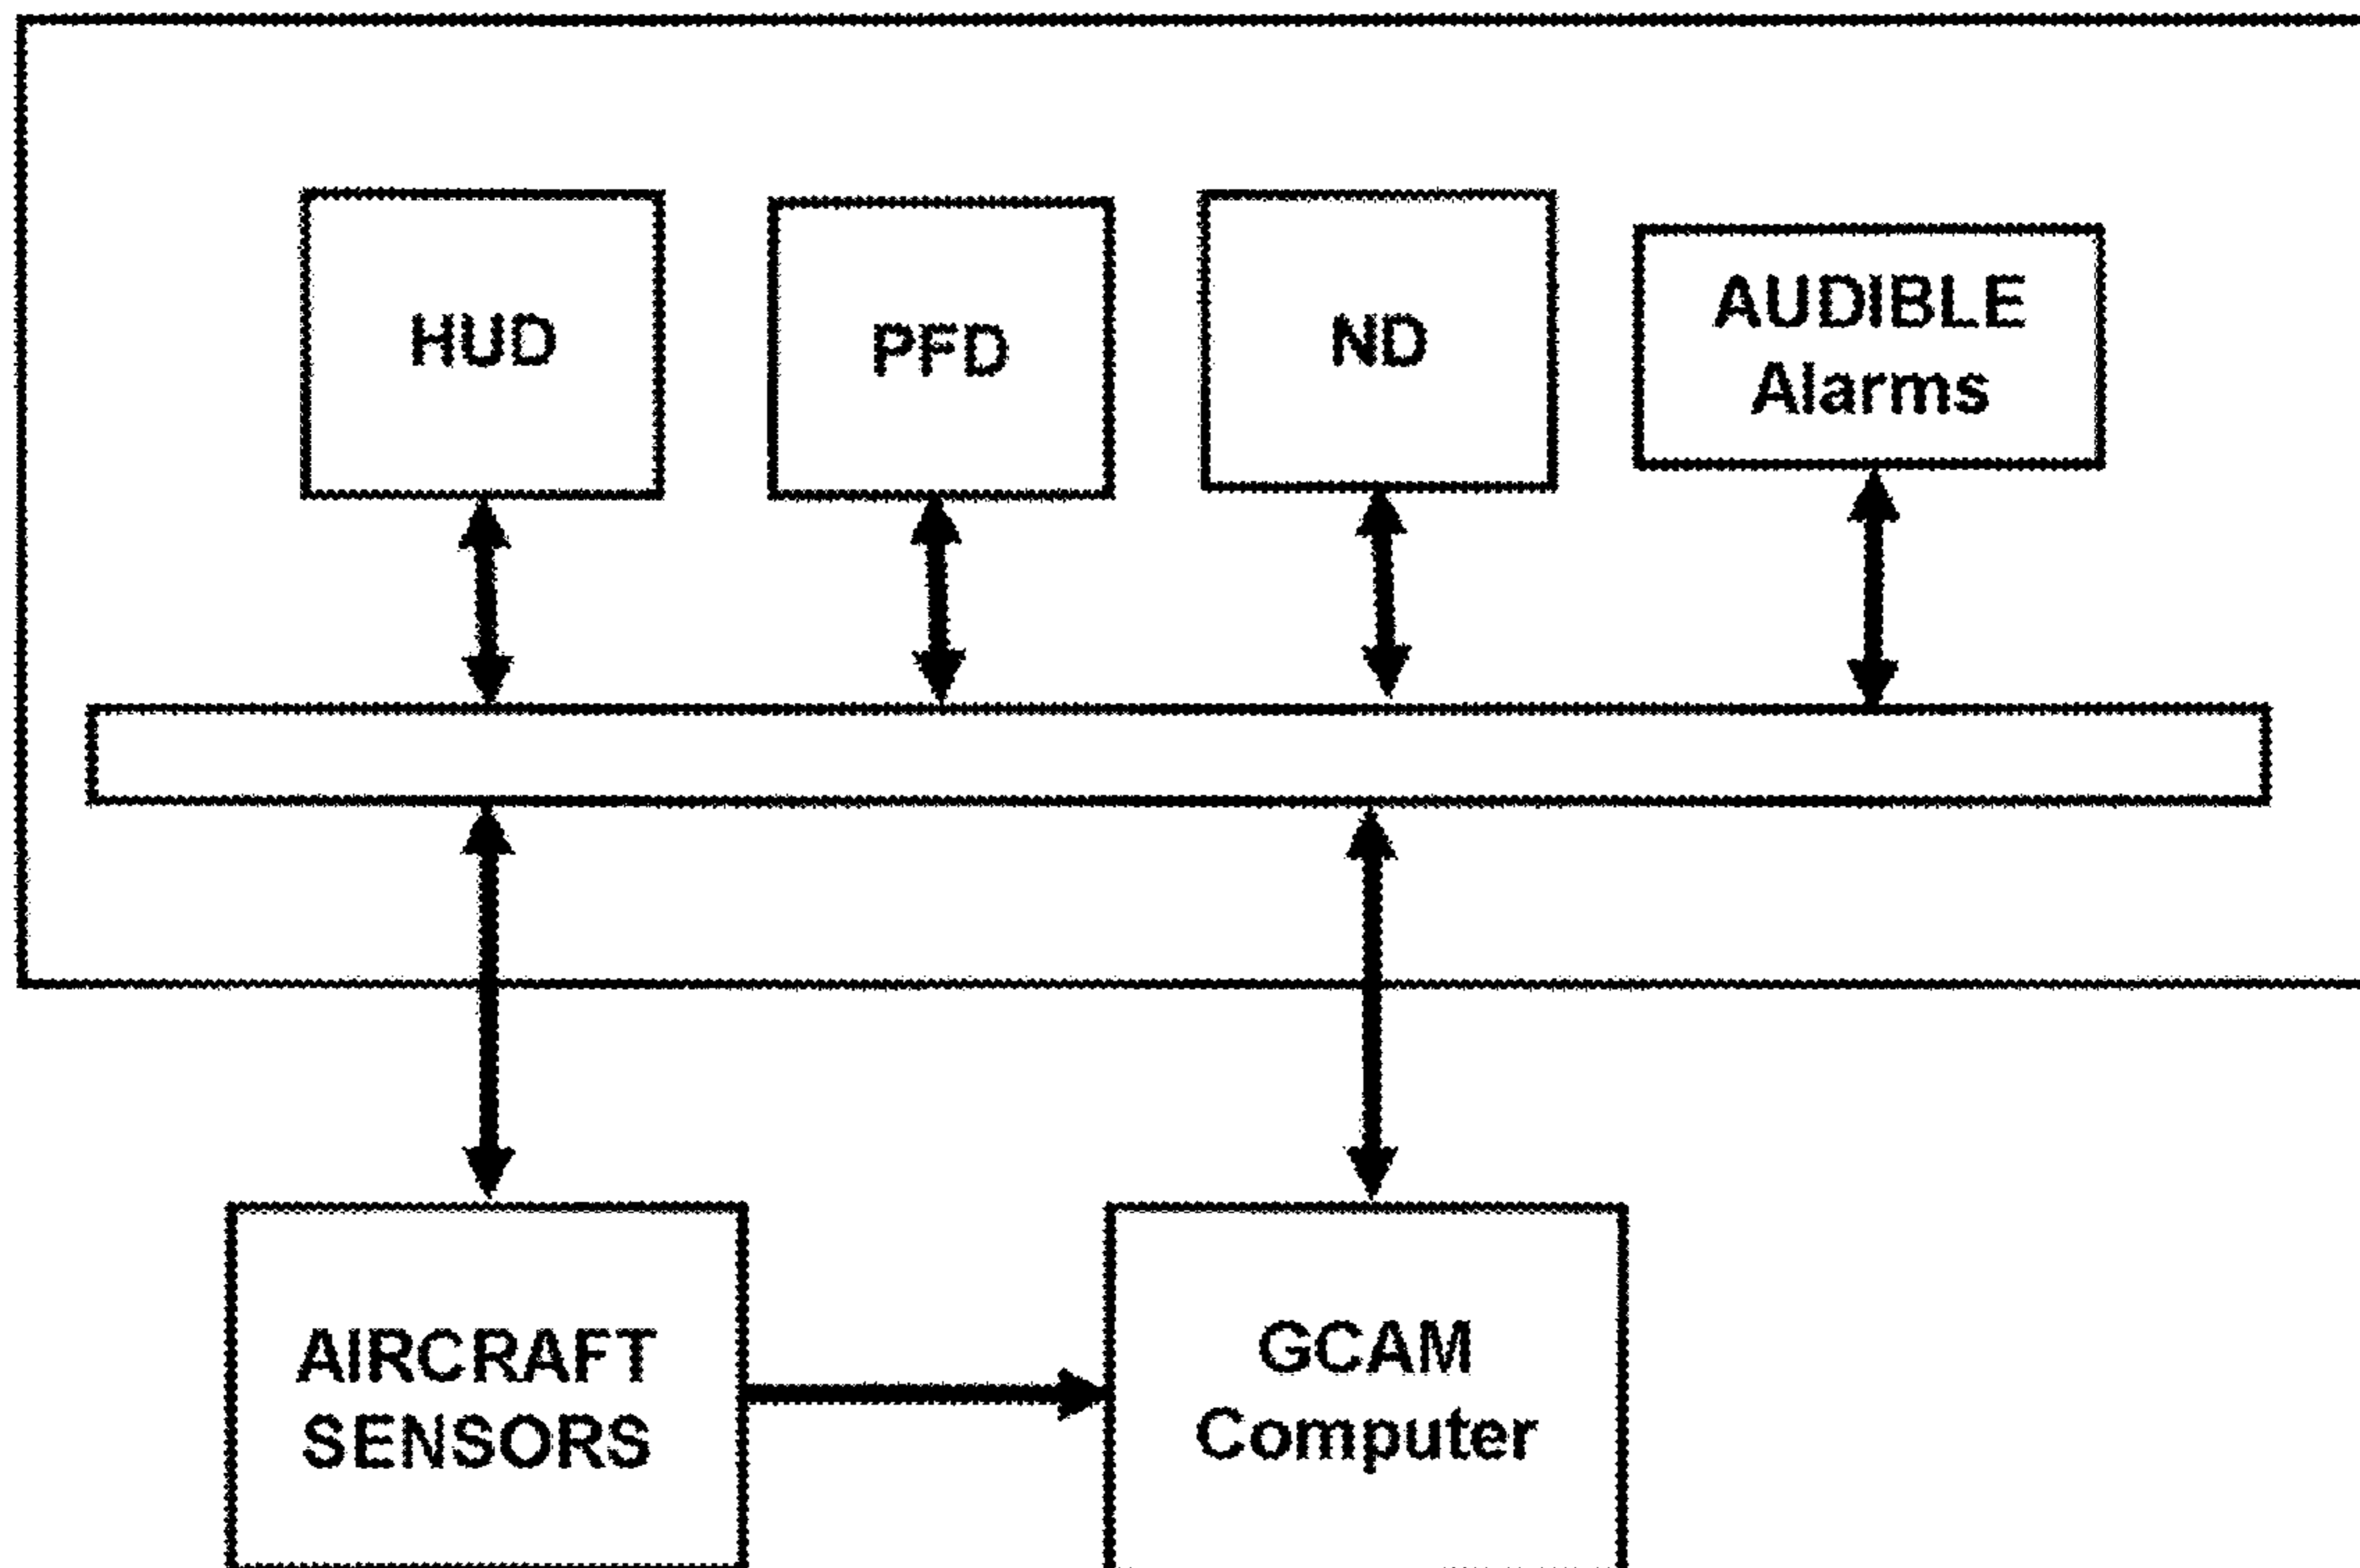 HUD
PFD
ND
AUDIBLE
Alarms
AIRCRAFT
SENSORS
GCAM
Computer